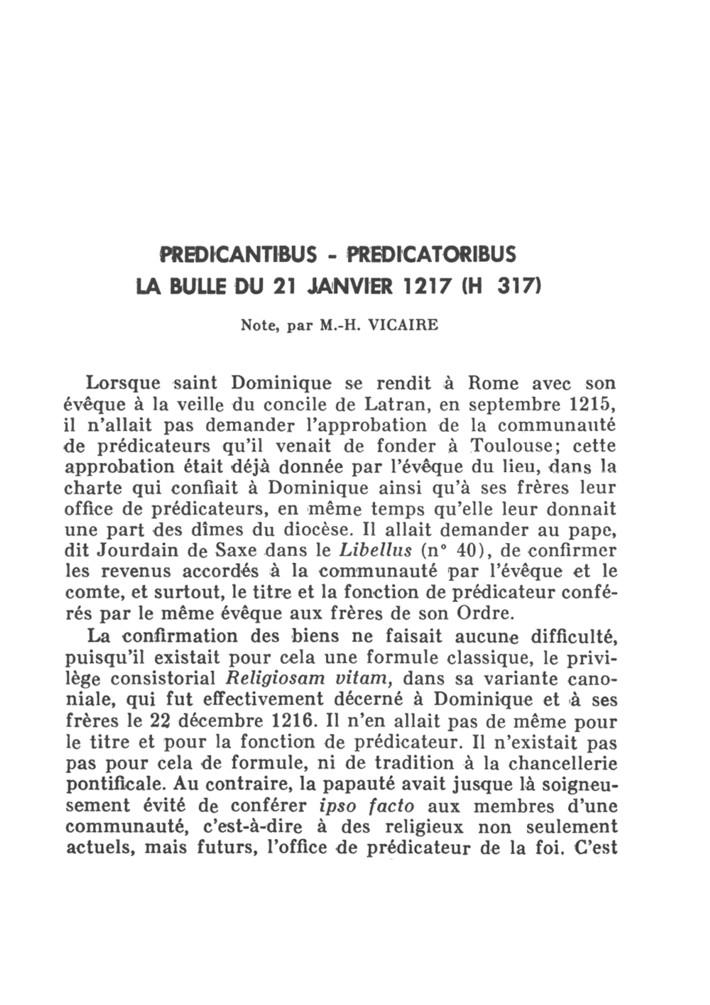 PREDICANTIBUS - PREDICATORIBUS
LA BULLE DU 21 JANVIER 1217 (H 317)
Note, par M.-H. VICAIRE
Lorsque saint Dominique se rendit à Rome avec son
évêque à la veille du concile de Latran, en septembre 1215,
il n'allait pas demander l'approbation de la communauté
de prédicateurs qu'il venait de fonder à Toulouse; cette
approbation était déjà donnée par l'évêque du lieu, dans la
charte qui confiait à Dominique ainsi qu'à ses frères leur
office de prédicateurs, en même temps qu'elle leur donnait
une part des dîmes du diocèse. Il allait demander au pape,
dit Jourdain de Saxe dans le Libellus (n° 40), de confirmer
les revenus accordés à la communauté par l'évêque et le
comte, et surtout, le titre et la fonction de prédicateur confé-
rés par le même évêque aux frères de son Ordre.
La confirmation des biens ne faisait aucune difficulté,
puisqu'il existait pour cela une formule classique, le privi-
lège consistorial Religiosam vitam, dans sa variante cano-
niale, qui fut effectivement décerné à Dominique et à ses
frères le 22 décembre 1216. Il n'en allait pas de même pour
le titre et pour la fonction de prédicateur. Il n'existait pas
pas pour cela de formule, ni de tradition à la chancellerie
pontificale. Au contraire, la papauté avait jusque là soigneu-
sement évité de conférer ipso facto aux membres d'une
communauté, c'est-à-dire à des religieux non seulement
actuels, mais futurs, l'office de prédicateur de la foi. C'est